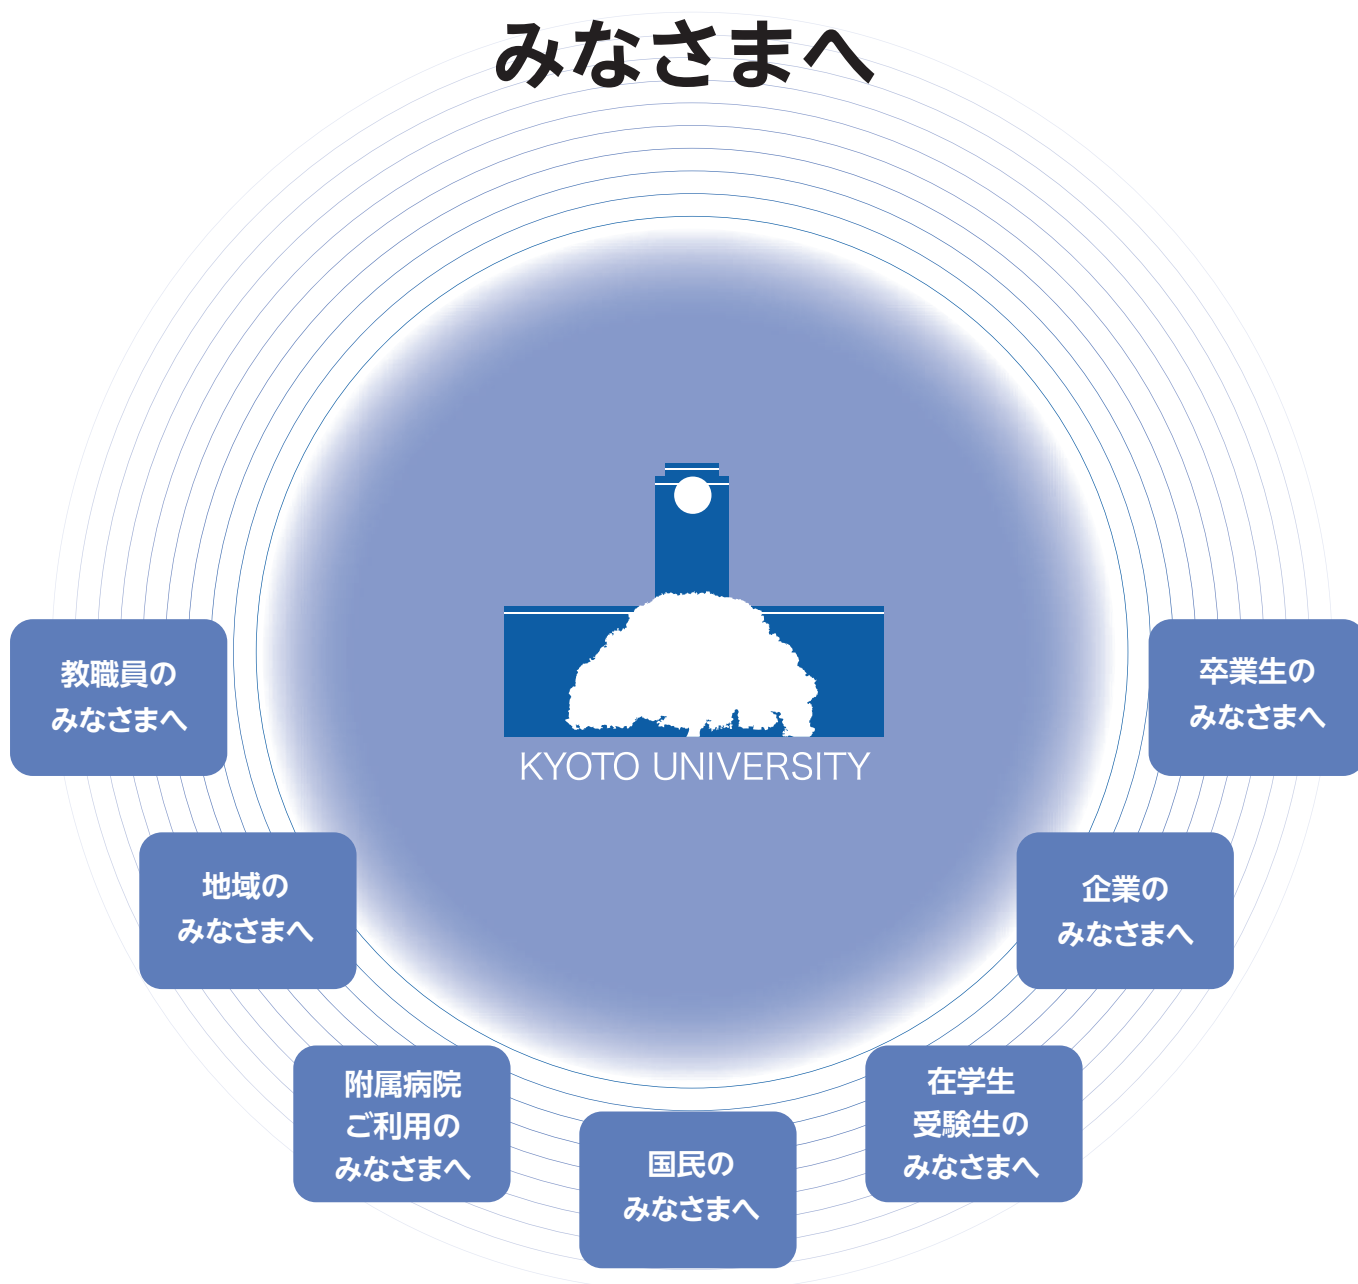 みなさまへ
KYOTO UNIVERSITY
教職員の
みなさまへ
卒業生の
みなさまへ
地域の
みなさまへ
企業の
みなさまへ
附属病院
ご利用の
みなさまへ
在学生
受験生の
みなさまへ
国民の
みなさまへ